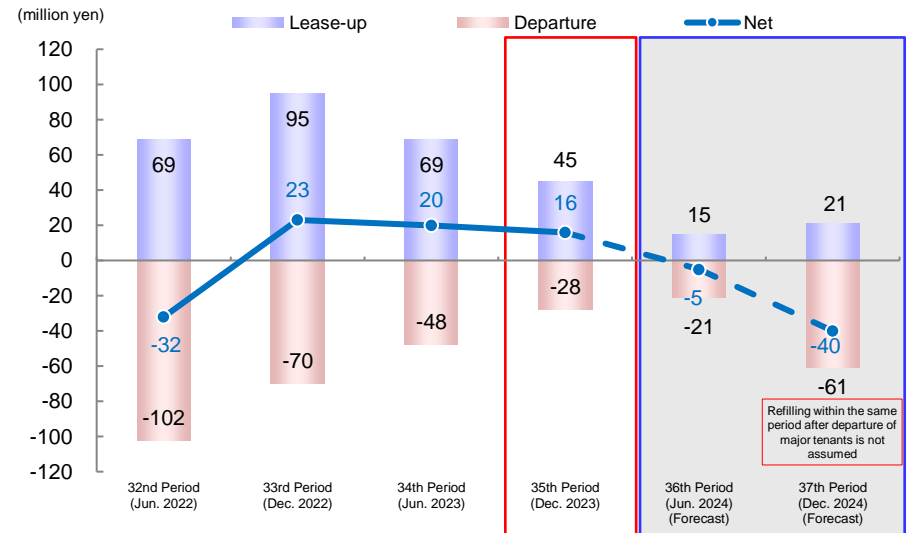 (million yen)
Lease-up
Departure
Net
120
100
80
60
40
20
0
-20
-40
-60
-80
-100
-120
69
95
69
45
15
21
-32
23
20
16
-5
-40
-102
-70
-48
-28
-21
-61
Refilling within the same
period after departure of
major tenants is not
assumed
32nd Period
(Jun. 2022)
33rd Period
(Dec. 2022)
34th Period
(Jun. 2023)
35th Period
(Dec. 2023)
36th Period
(Jun. 2024)
(Forecast)
37th Period
(Dec. 2024)
(Forecast)